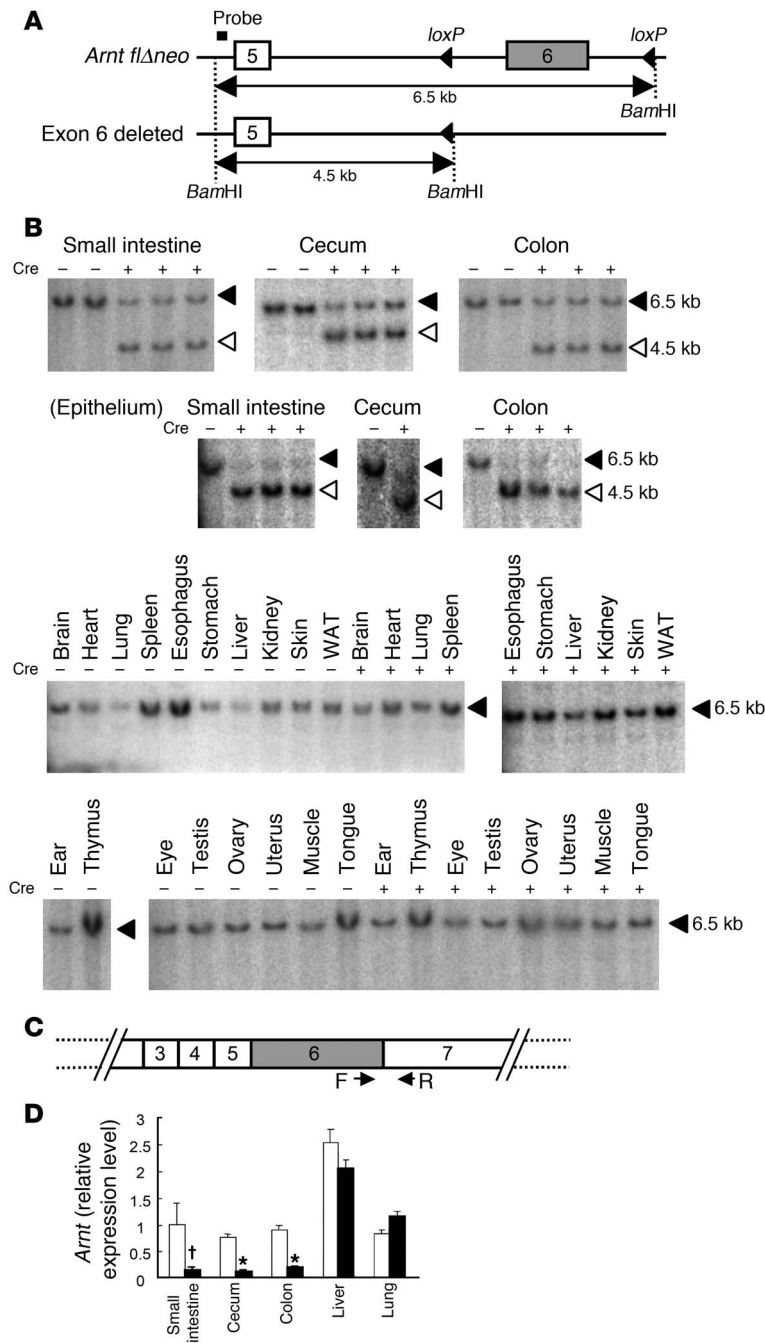 A
Probe
Arnt flΔneo
5
loxP
6
loxP
6.5 kb
BamHI
Exon 6 deleted
5
4.5 kb
BamHI
BamHI
B
Small intestine
Cecum
Colon
Cre − − + + + − − + + + − − + + +
6.5 kb
4.5 kb
(Epithelium)
Small intestine
Cecum
Colon
Cre − + + + − + − + + +
6.5 kb
4.5 kb
Brain Heart Lung Spleen Esophagus Stomach Liver Kidney Skin WAT Brain Heart Lung Spleen Esophagus Stomach Liver Kidney Skin WAT
Cre − − − − − − − − − − + + + + + + + + + +
6.5 kb
Ear Thymus Eye Testis Ovary Uterus Muscle Tongue Ear Thymus Eye Testis Ovary Uterus Muscle Tongue
Cre − − − − − − − − + + + + + + + +
6.5 kb
C
3 4 5 6 7
F R
D
Arnt (relative
expression level)
3
2.5
2
1.5
1
0.5
0
† * *
Small
intestine
Cecum
Colon
Liver
Lung